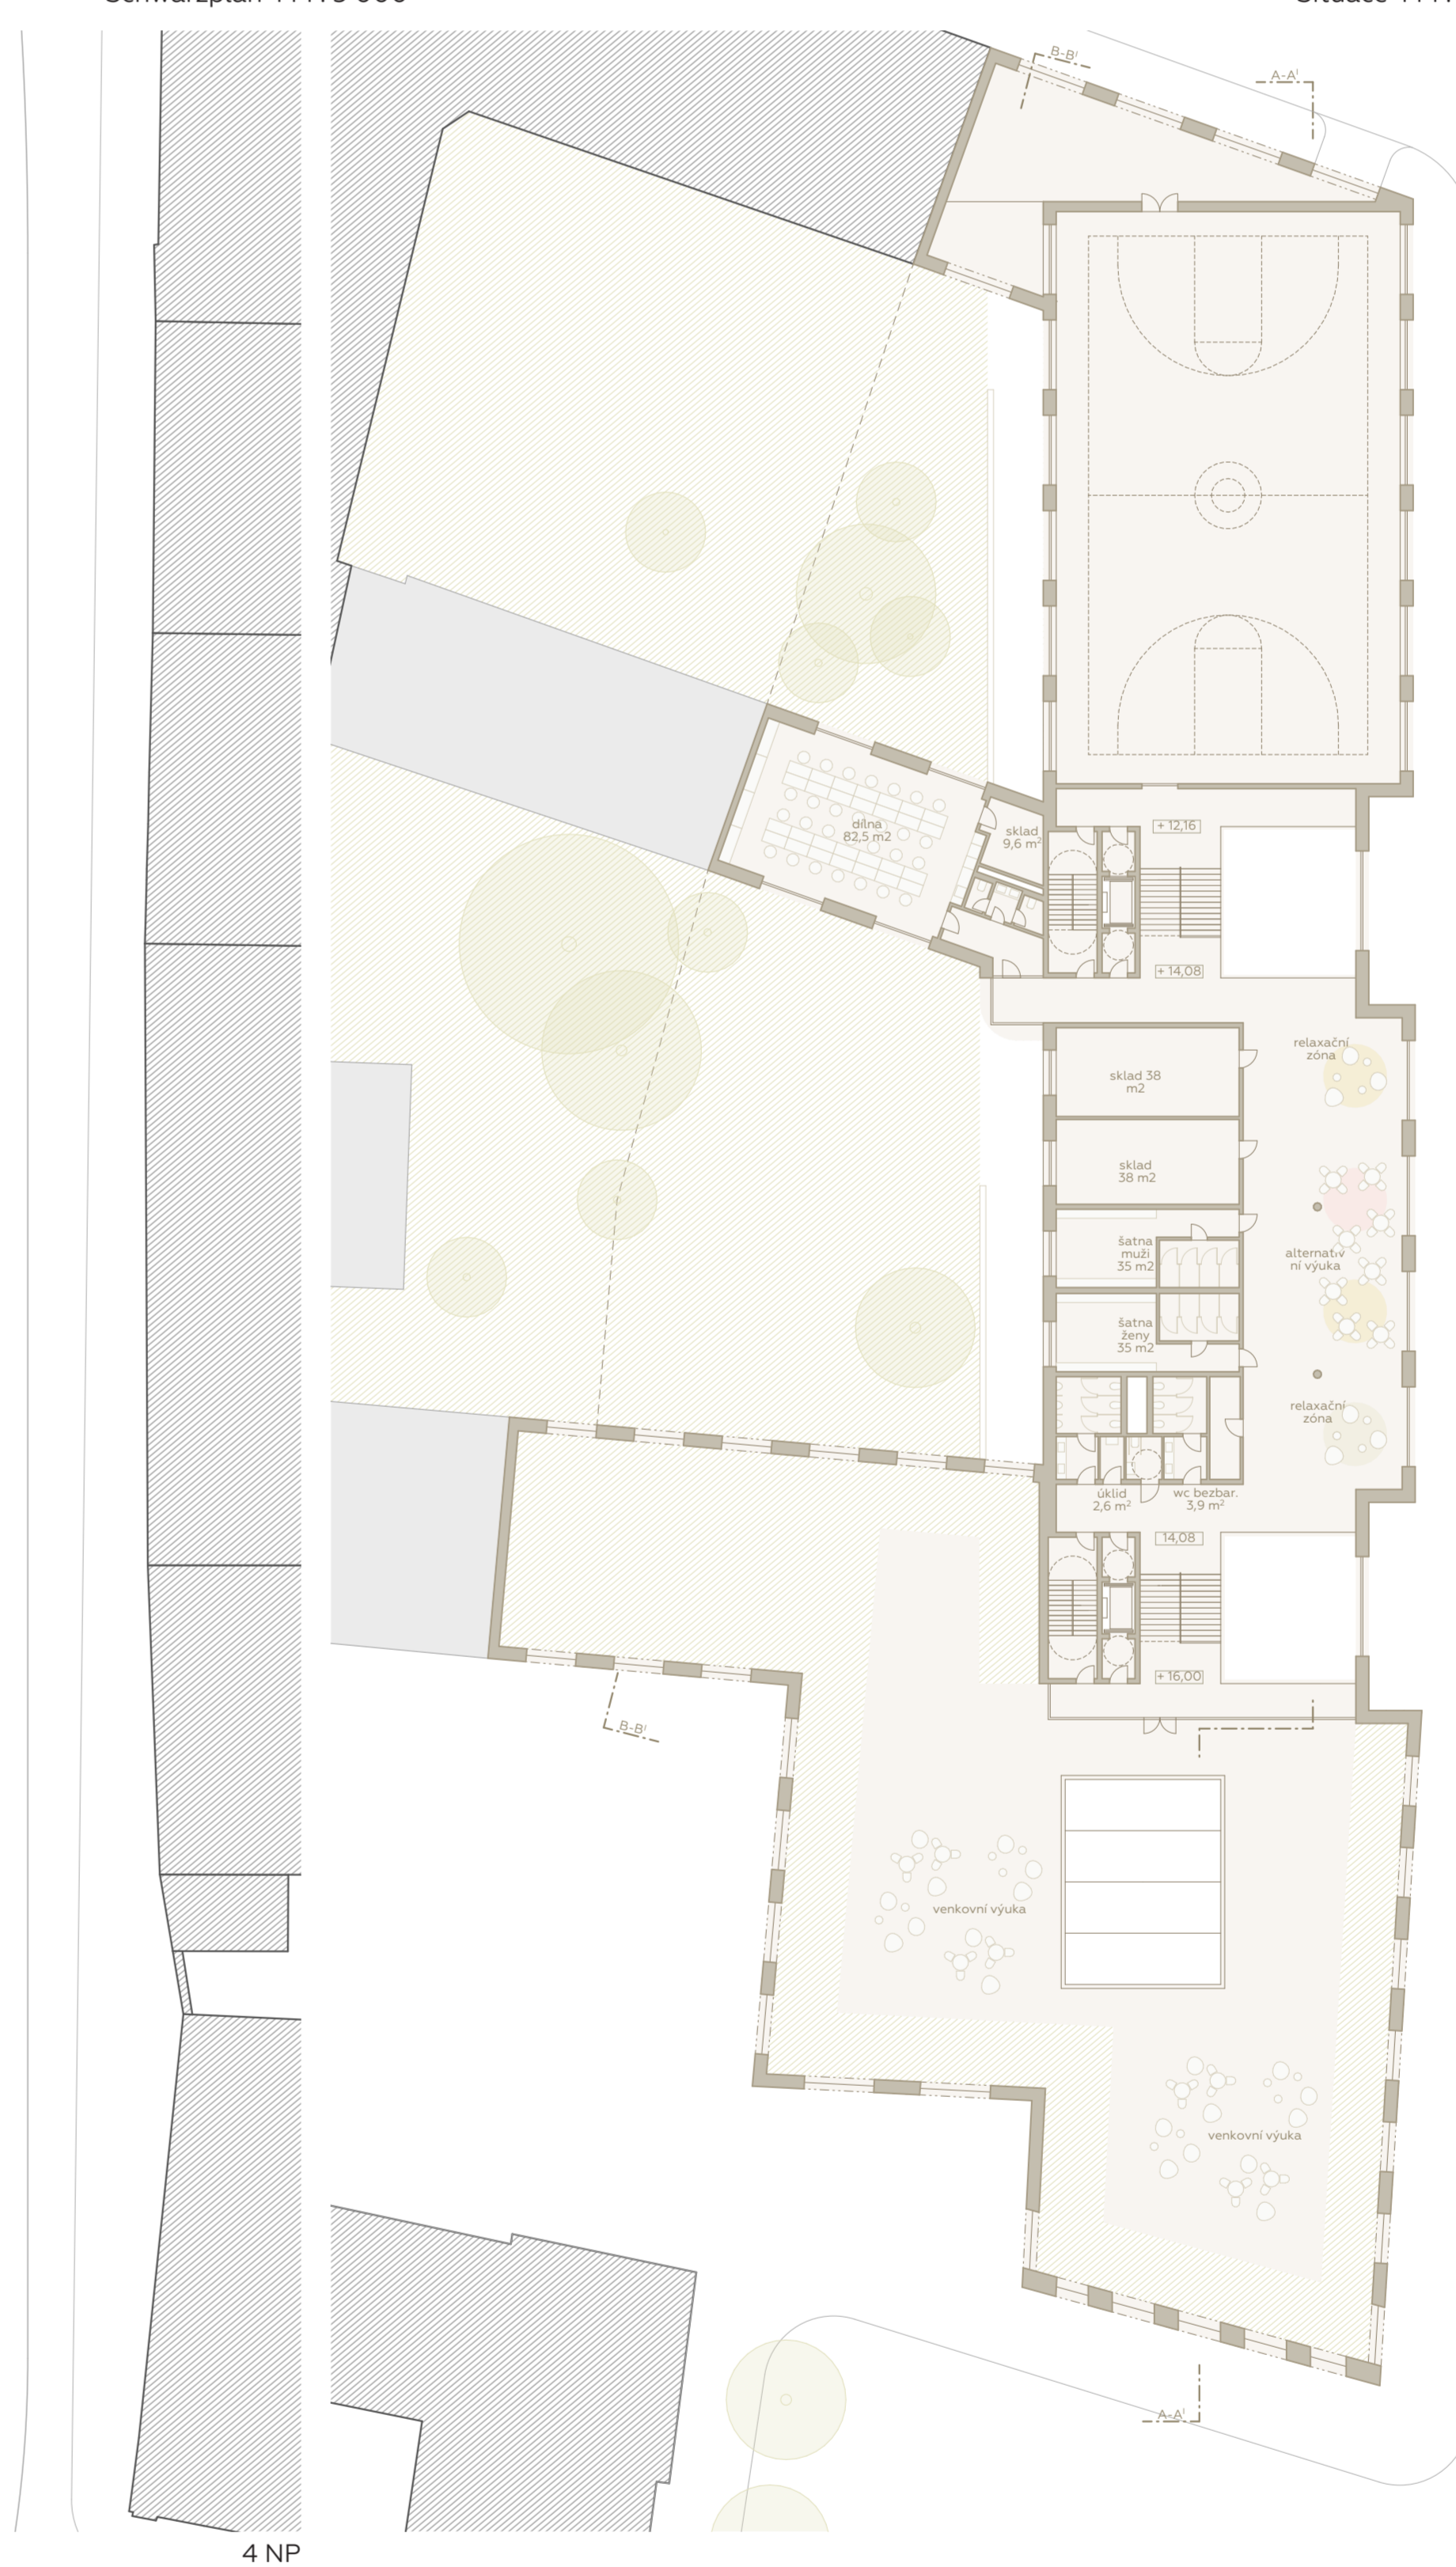 B-B'
A-A'
dílna
82,5 m2
sklad
9,6 m²
+ 12,16
+ 14,08
relaxační
zóna
sklad 38
m2
sklad
38 m2
šatna
muži
35 m2
alternativ
ní výuka
šatna
ženy
35 m2
relaxační
zóna
úklid
2,6 m²
wc bezbar.
3,9 m²
14,08
+ 16,00
B-B'
venkovní výuka
venkovní výuka
A-A'
4 NP